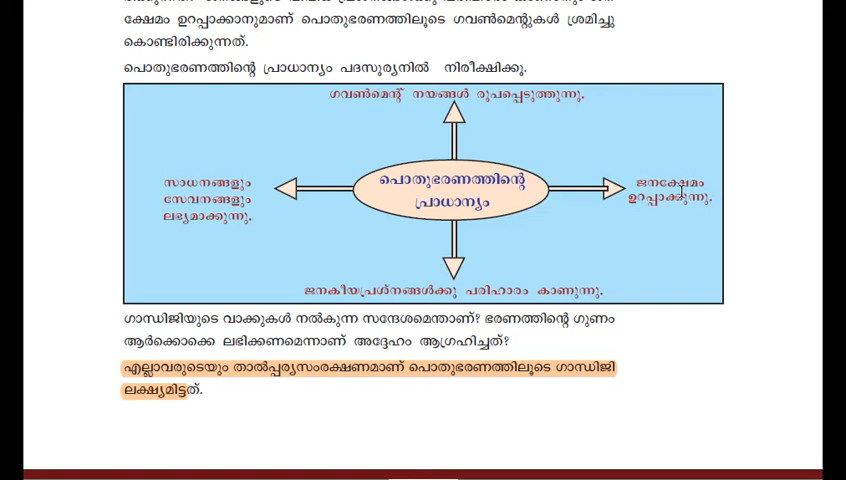 ക്ഷേമം ഉറപ്പാക്കാനുമാണ് പൊതുഭരണത്തിലൂടെ ഗവൺമെന്റുകൾ ശ്രമിച്ചു
കൊണ്ടിരിക്കുന്നത്.
പൊതുഭരണത്തിന്റെ പ്രാധാന്യം പദസൂര്യനിൽ നിരീക്ഷിക്കൂ.
ഗവൺമെന്റ് നയങ്ങൾ രൂപപ്പെടുത്തുന്നു.
സാധനങ്ങളും
സേവനങ്ങളും
ലഭ്യമാക്കുന്നു.
പൊതുഭരണത്തിന്റെ
പ്രാധാന്യം
ജനക്ഷേമം
ഉറപ്പാക്കുന്നു.
ജനകീയപ്രശ്നങ്ങൾക്കു പരിഹാരം കാണുന്നു.
ഗാന്ധിജിയുടെ വാക്കുകൾ നൽകുന്ന സന്ദേശമെന്താണ്? ഭരണത്തിന്റെ ഗുണം
ആർക്കൊക്കെ ലഭിക്കണമെന്നാണ് അദ്ദേഹം ആഗ്രഹിച്ചത്?
എല്ലാവരുടെയും താൽപ്പര്യസംരക്ഷണമാണ് പൊതുഭരണത്തിലൂടെ ഗാന്ധിജി
ലക്ഷ്യമിട്ടത്.